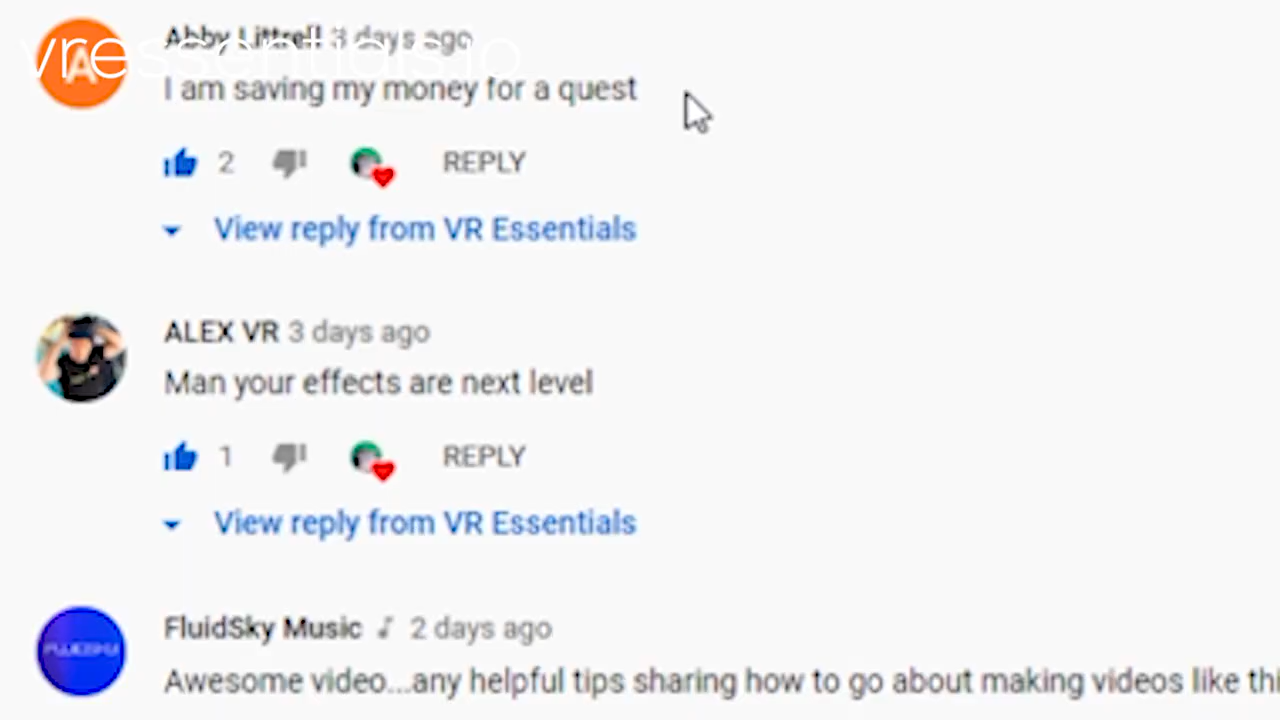 vressentials.io
Abby Littrell 3 days ago
A
I am saving my money for a quest
2 REPLY
View reply from VR Essentials
ALEX VR 3 days ago
Man your effects are next level
1 REPLY
View reply from VR Essentials
FluidSky Music 2 days ago
FLUIDSKY
Awesome video...any helpful tips sharing how to go about making videos like thi